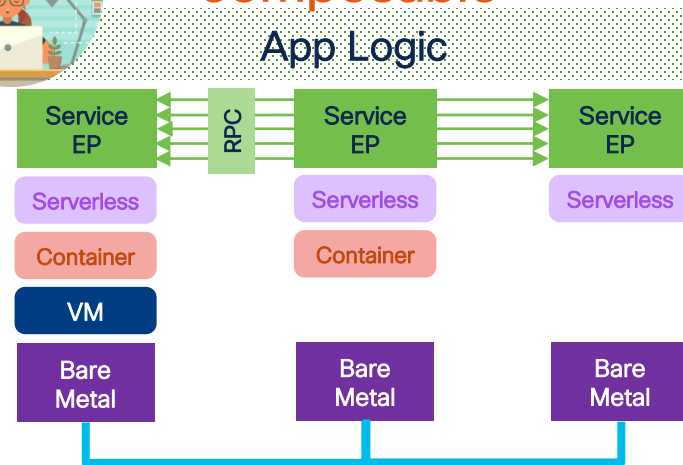 App Logic
Service
EP
RPC
Service
EP
Service
EP
Serverless
Serverless
Serverless
Container
Container
VM
Bare
Metal
Bare
Metal
Bare
Metal